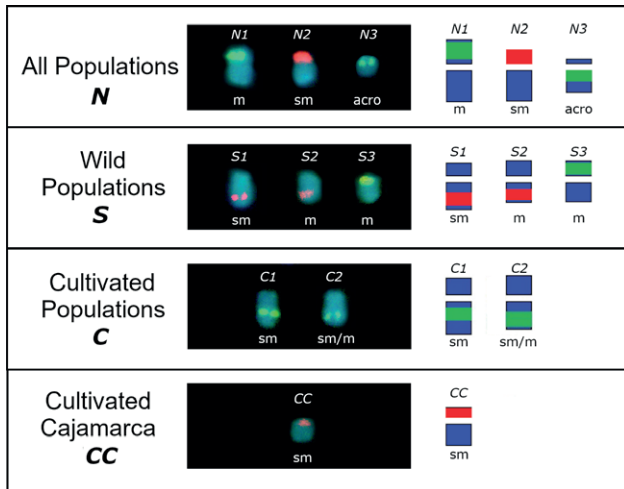 All Populations
N
N1 N2 N3
m sm acro
N1 N2 N3
m sm acro
Wild
Populations
S
S1 S2 S3
sm m m
S1 S2 S3
sm m m
Cultivated
Populations
C
C1 C2
sm sm/m
C1 C2
sm sm/m
Cultivated
Cajamarca
CC
CC
sm
CC
sm